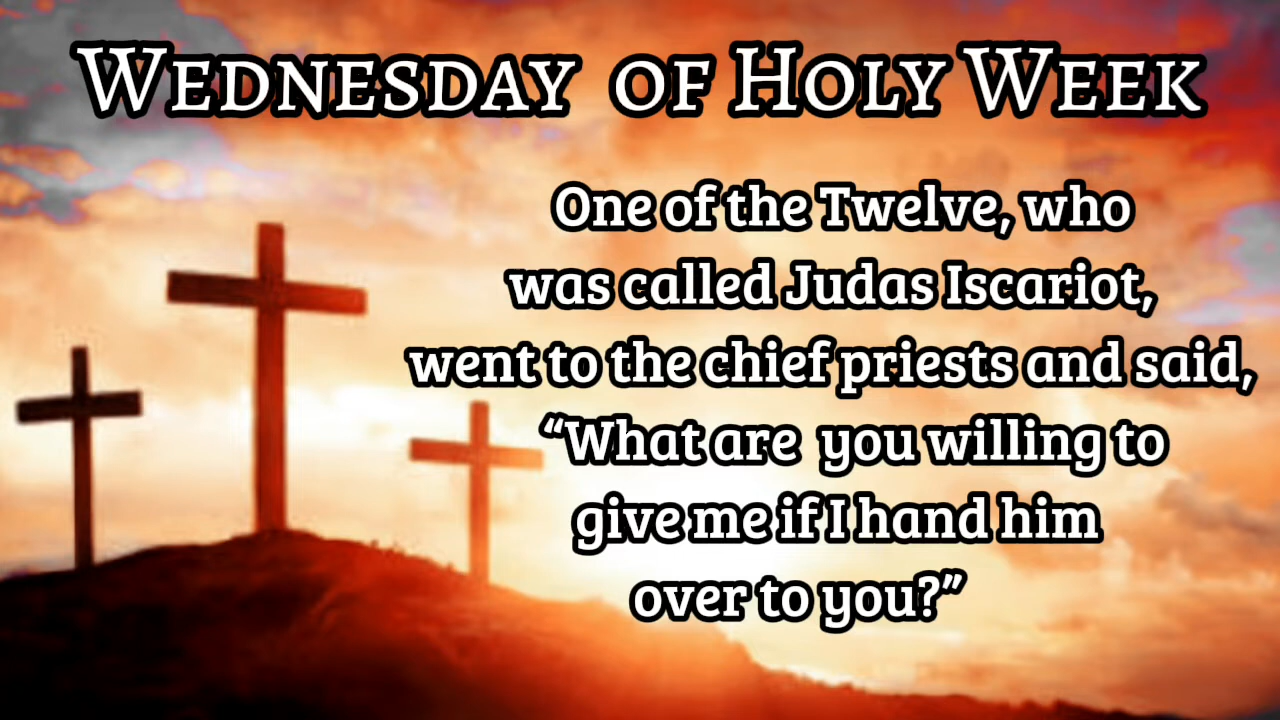 Wednesday of Holy Week
One of the Twelve, who
was called Judas Iscariot,
went to the chief priests and said,
“What are you willing to
give me if I hand him
over to you?”